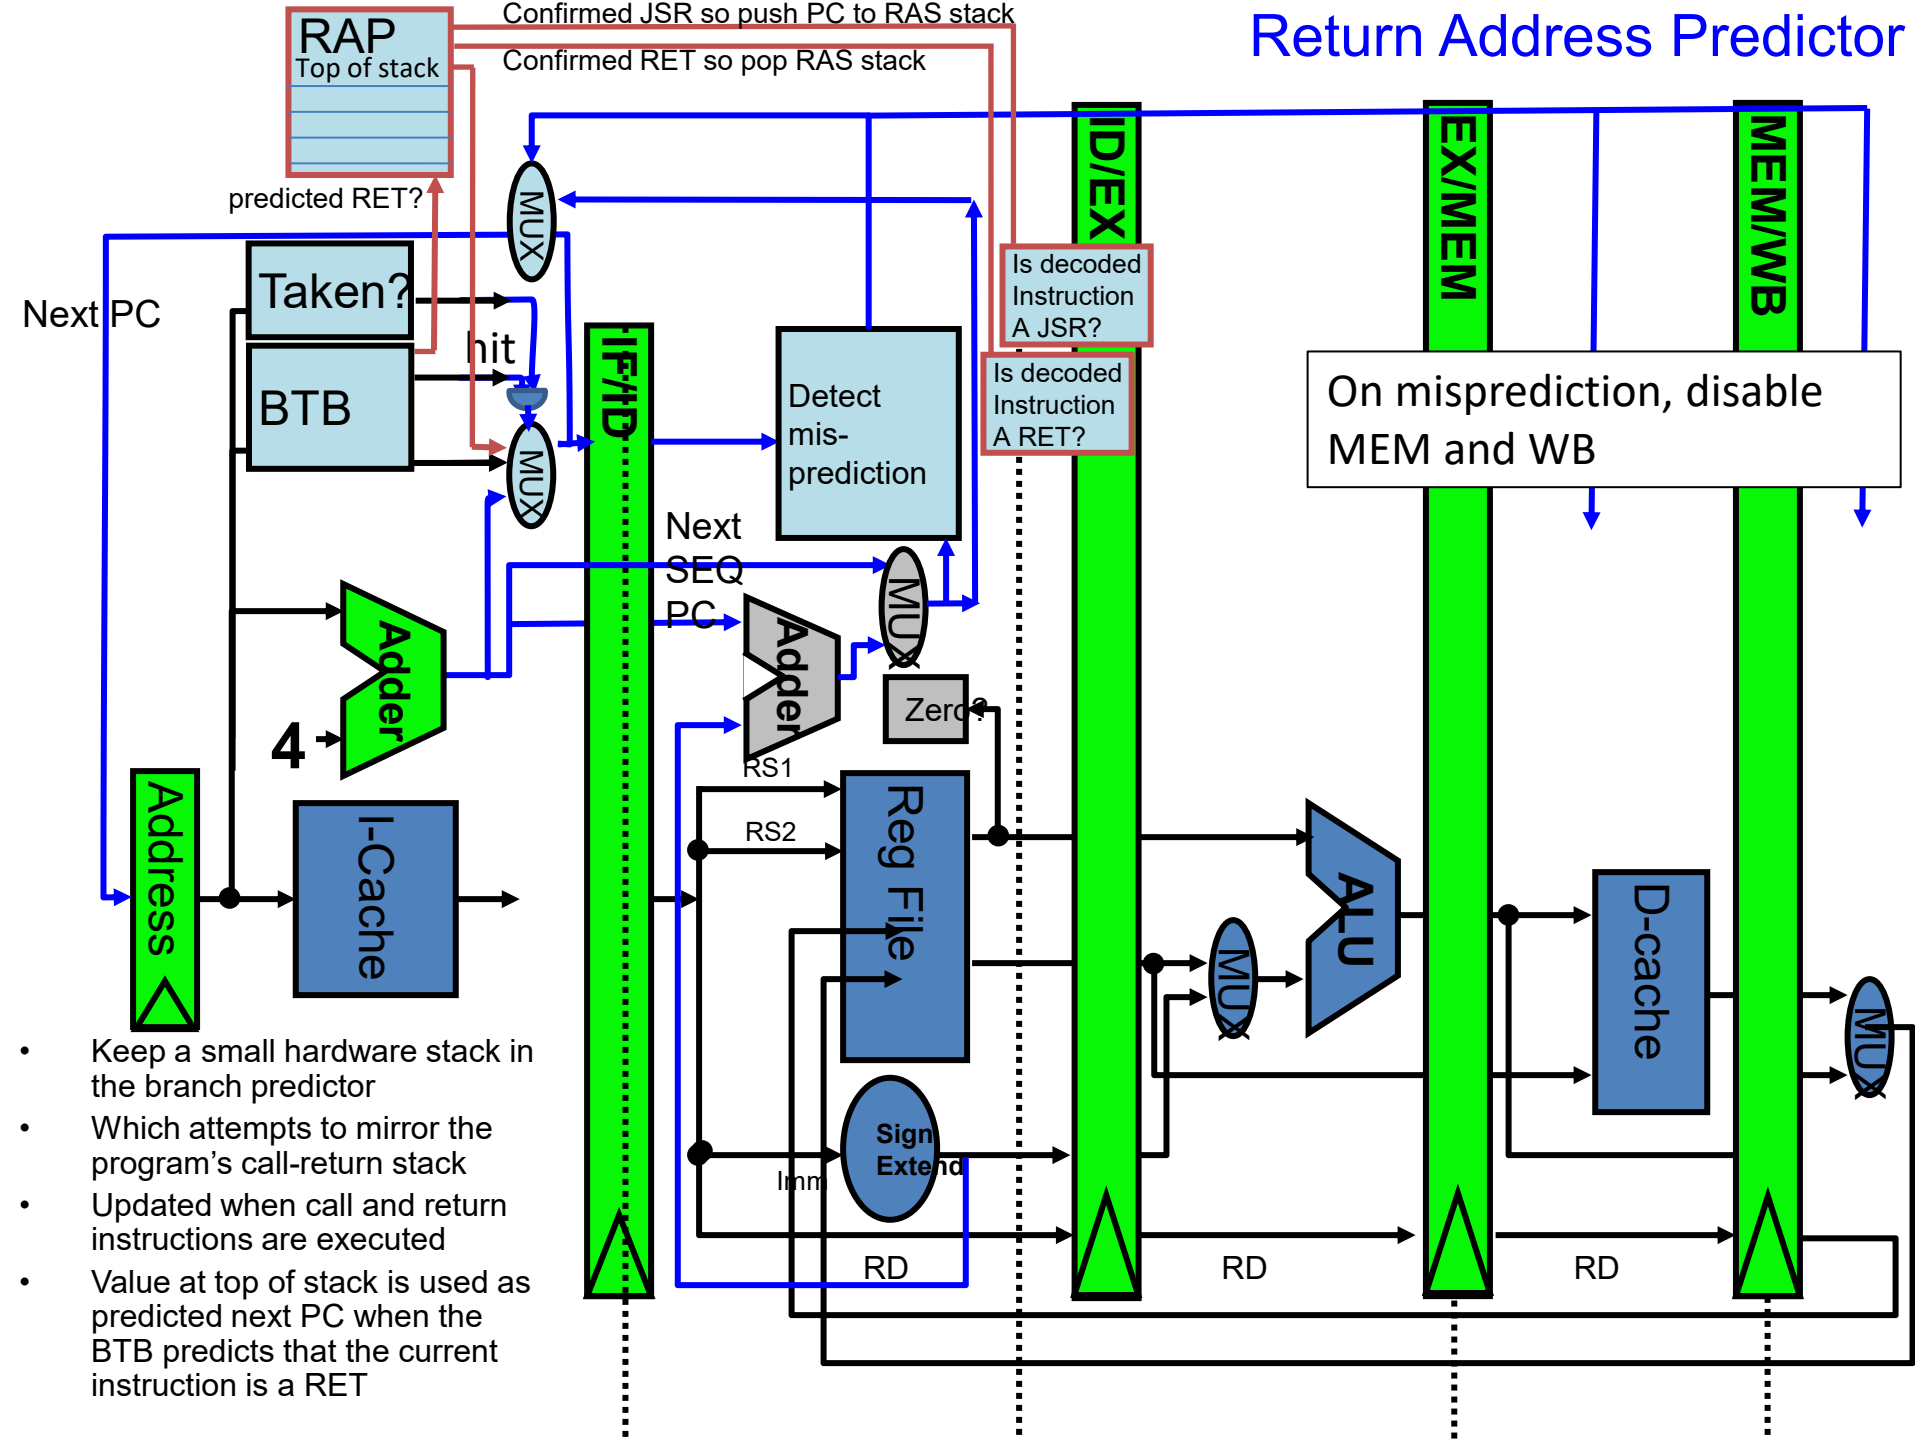 Return Address Predictor
Confirmed JSR so push PC to RAS stack
Confirmed RET so pop RAS stack
RAP
Top of stack
predicted RET?
MUX
Taken?
Next PC
hit
BTB
MUX
IF/ID
Detect
mis-
prediction
ID/EX
Is decoded
Instruction
A JSR?
Is decoded
Instruction
A RET?
EX/MEM
MEM/WB
On misprediction, disable
MEM and WB
Next
SEQ
PC
MUX
Adder
4
Adder
Zero?
RS1
RS2
Reg File
Address
I-Cache
ALU
MUX
D-cache
MUX
Sign
Extend
Imm
RD
RD
RD
• Keep a small hardware stack in
the branch predictor
• Which attempts to mirror the
program’s call-return stack
• Updated when call and return
instructions are executed
• Value at top of stack is used as
predicted next PC when the
BTB predicts that the current
instruction is a RET